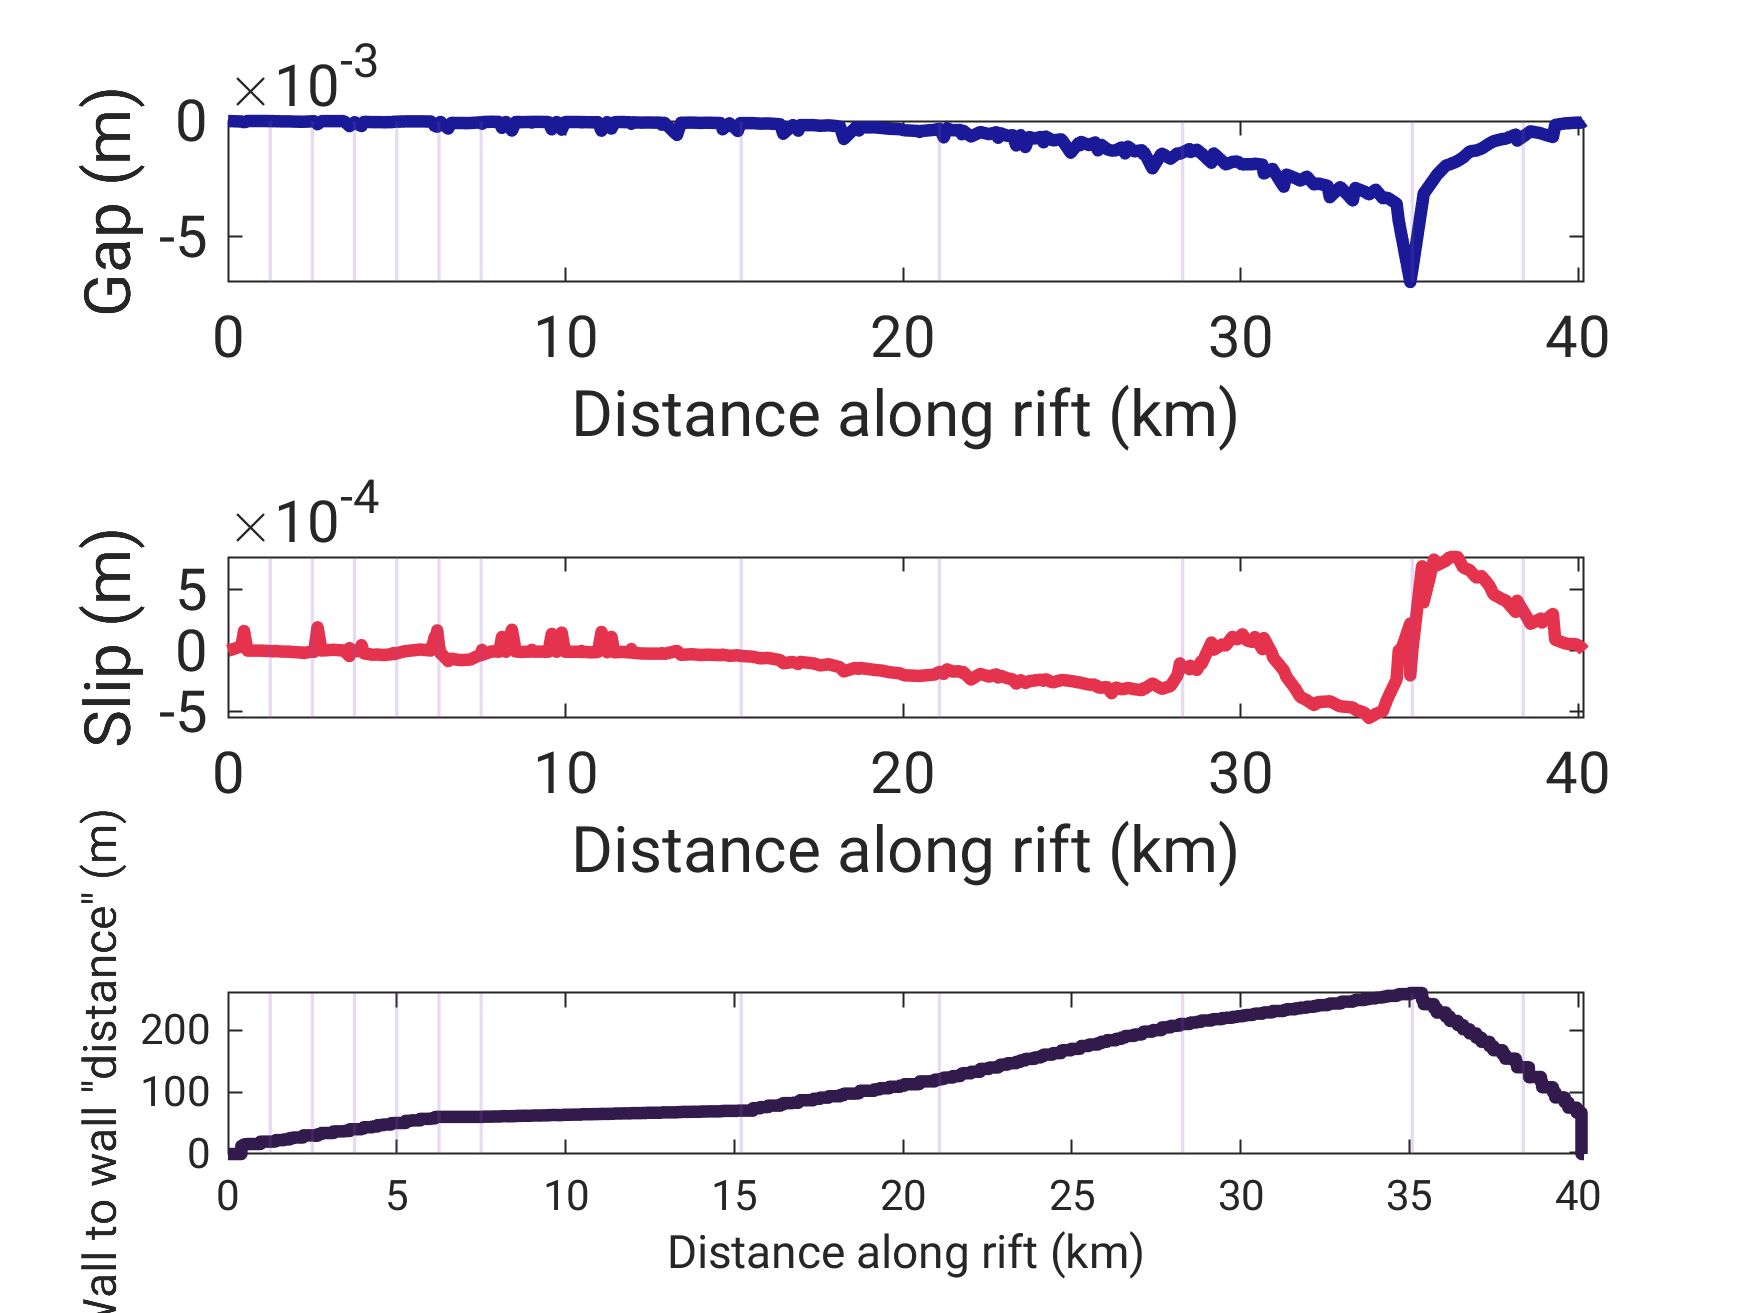 ×10-3
Gap (m)
0
-5
0 10 20 30 40
Distance along rift (km)
×10-4
Slip (m)
5
0
-5
0 10 20 30 40
Distance along rift (km)
to wall "distance" (m)
200
100
0
0 5 10 15 20 25 30 35 40
Distance along rift (km)